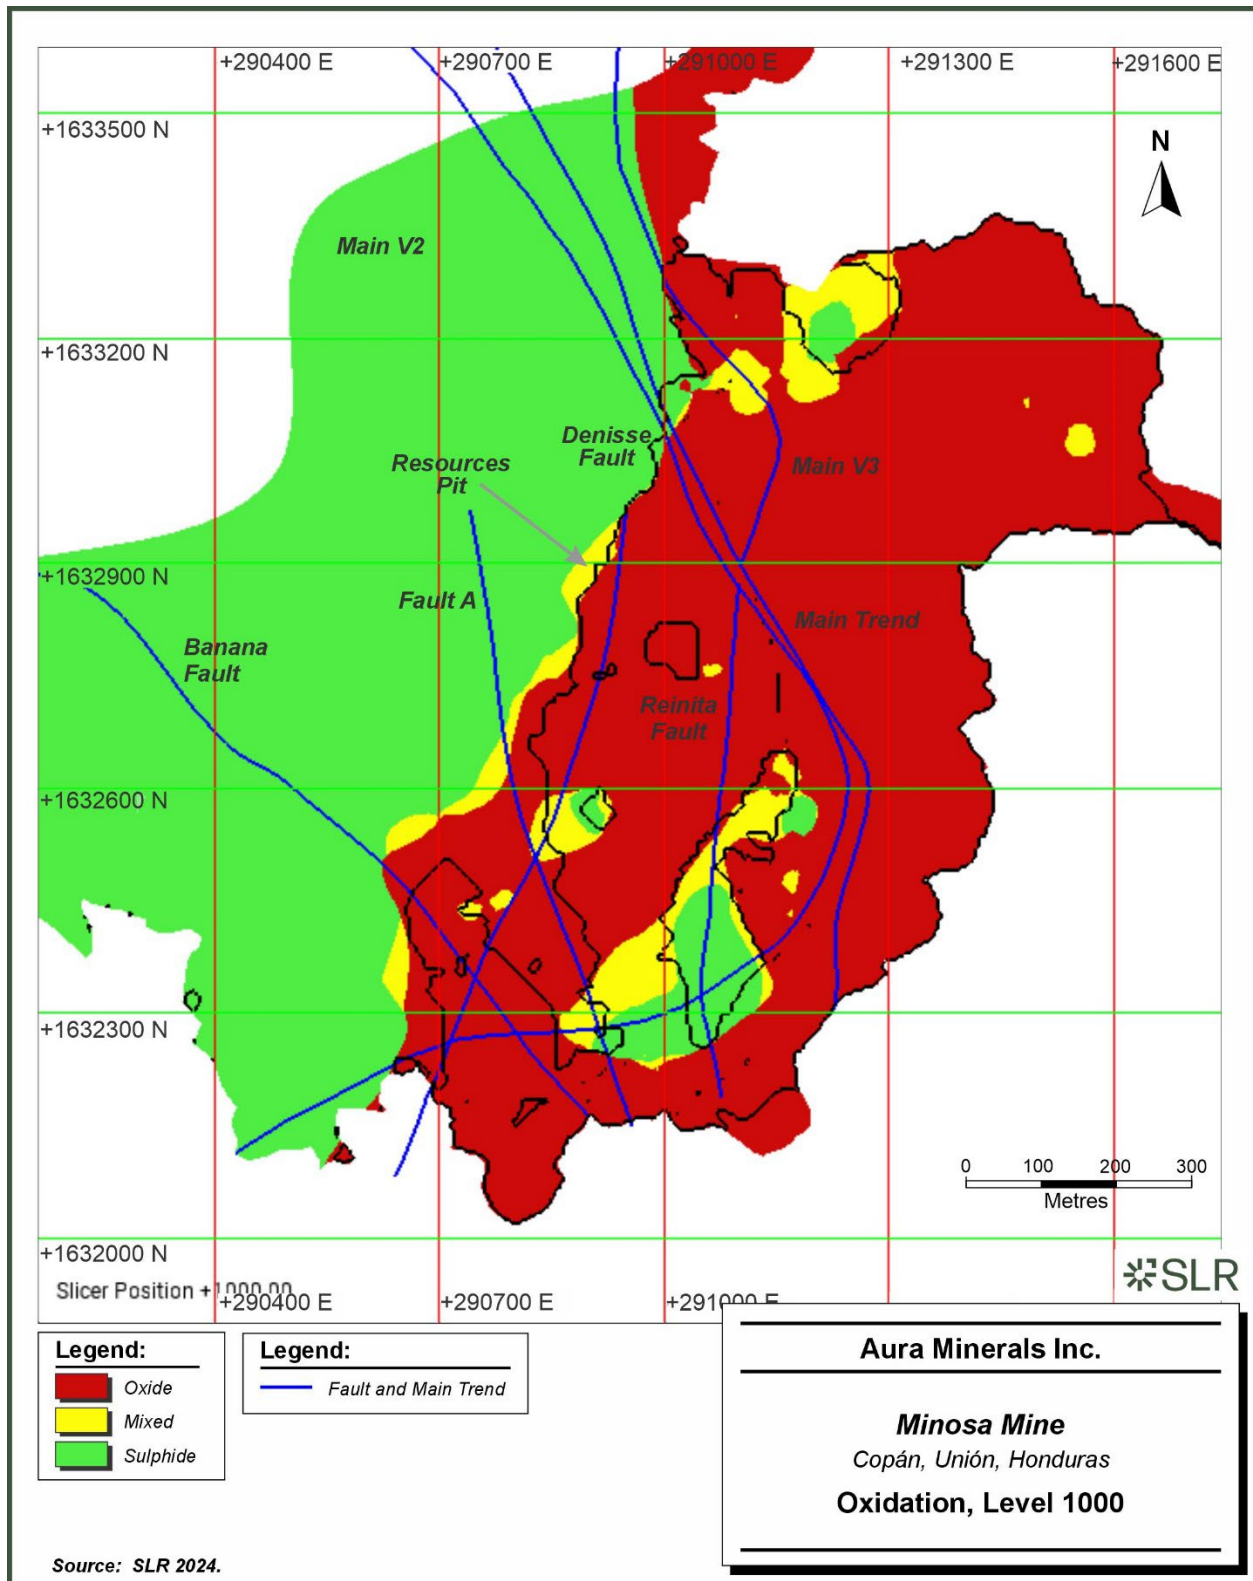 +290400 E
+290700 E
+291000 E
+291300 E
+291600 E
+1633500 N
N
Main V2
+1633200 N
Denisse
Fault
Resources
Pit
Main V3
+1632900 N
Fault A
Main Trend
Banana
Fault
Reinita
Fault
+1632600 N
+1632300 N
0 100 200 300
Metres
+1632000 N
SLR
Slicer Position +1000.00
+290400 E
+290700 E
+291000 E
Legend:
Oxide
Mixed
Sulphide
Legend:
Fault and Main Trend
Aura Minerals Inc.
Minosa Mine
Copán, Unión, Honduras
Oxidation, Level 1000
Source: SLR 2024.